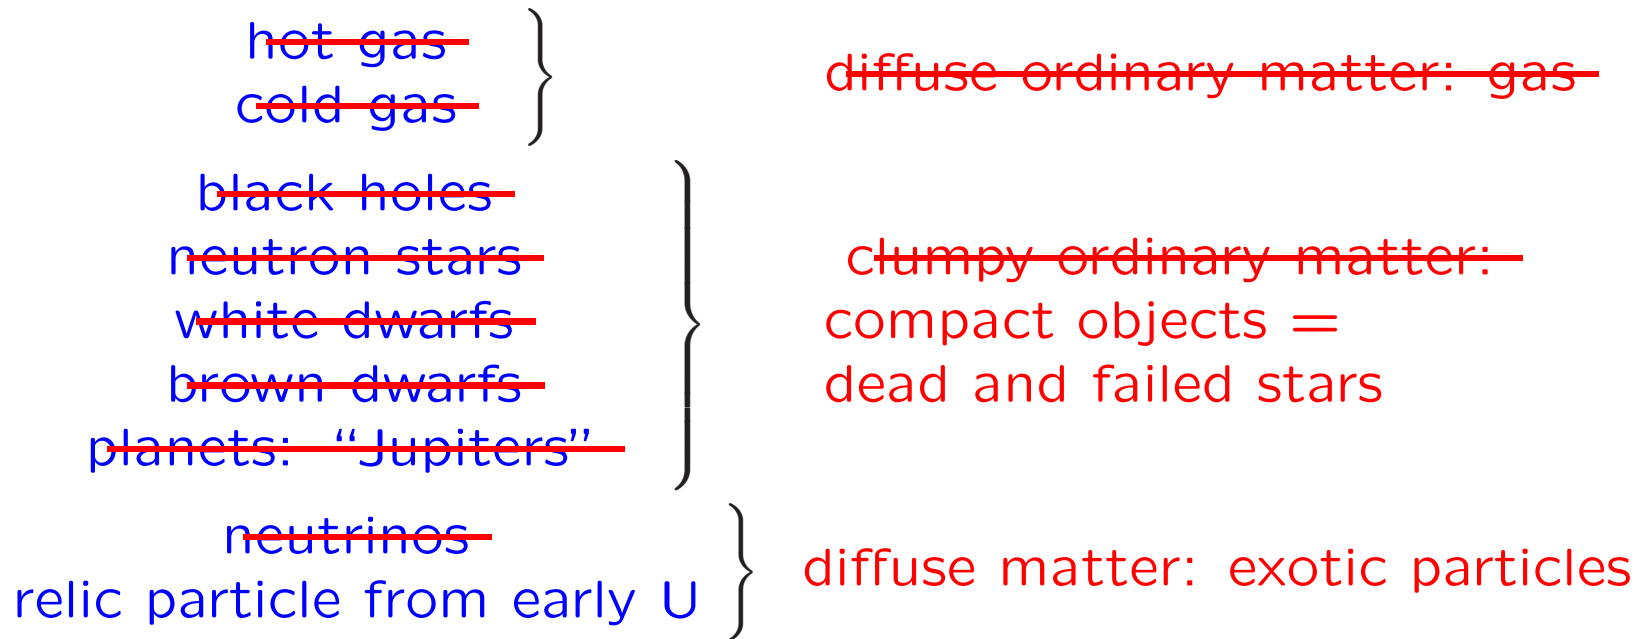 hot gas
cold gas
diffuse ordinary matter: gas
black holes
neutron stars
white dwarfs
brown dwarfs
planets: “Jupiters”
clumpy ordinary matter:
compact objects =
dead and failed stars
neutrinos
relic particle from early U
diffuse matter: exotic particles